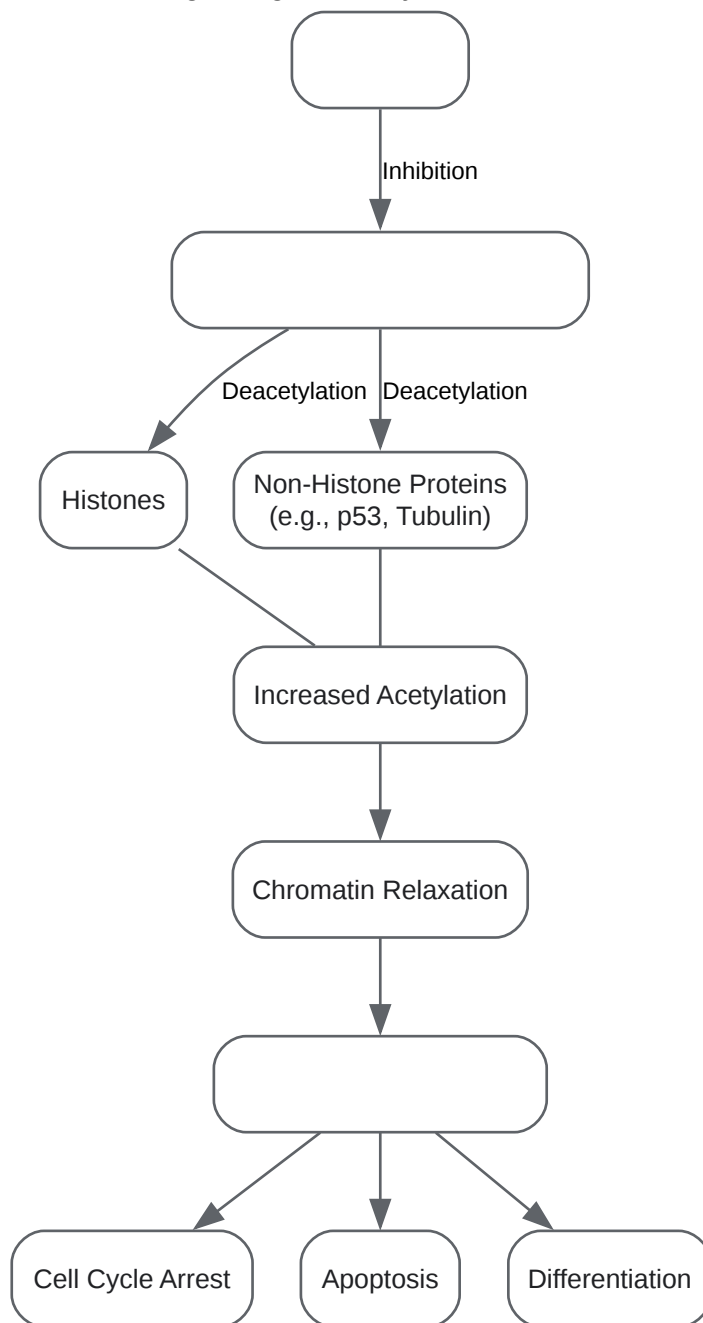 Inhibition
Deacetylation
Deacetylation
Histones
Non-Histone Proteins
(e.g., p53, Tubulin)
Increased Acetylation
Chromatin Relaxation
Cell Cycle Arrest
Apoptosis
Differentiation